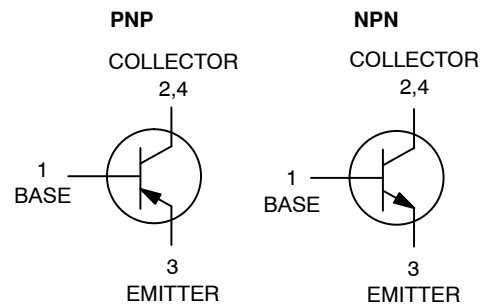 PNP
COLLECTOR
2,4
1
BASE
3
EMITTER
NPN
COLLECTOR
2,4
1
BASE
3
EMITTER